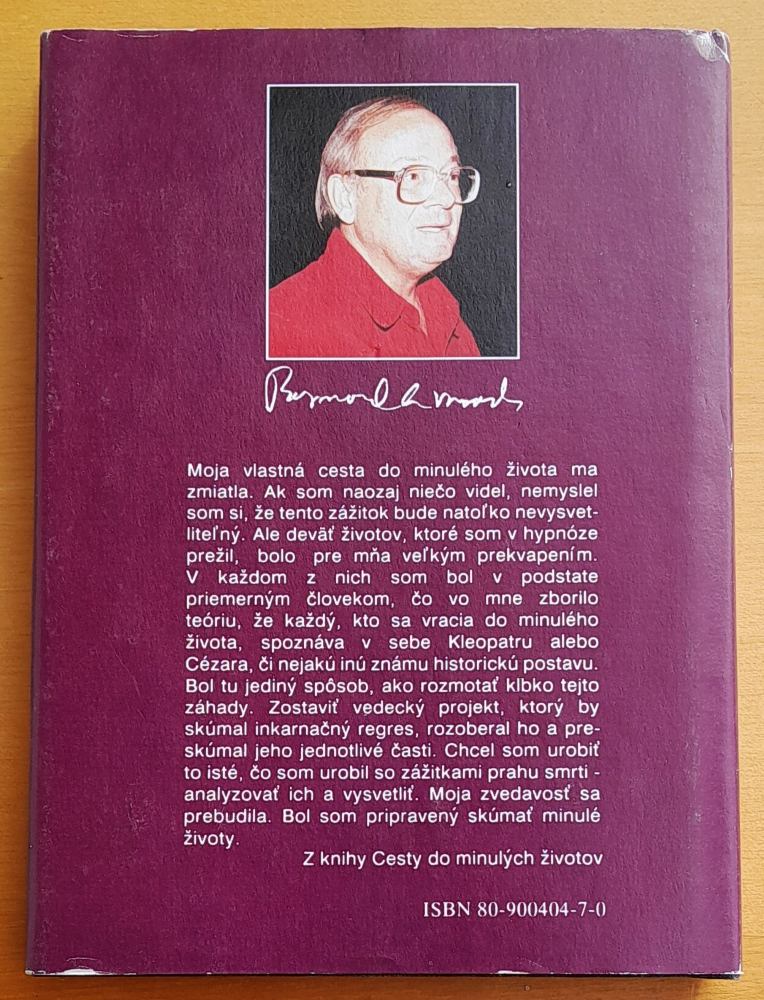 Raymond A Moody
Moja vlastná cesta do minulého života ma
zmiatla. Ak som naozaj niečo videl, nemyslel
som si, že tento zážitok bude natoľko nevysvet-
liteľný. Ale deväť životov, ktoré som v hypnóze
prežil, bolo pre mňa veľkým prekvapením.
V každom z nich som bol v podstate
priemerným človekom, čo vo mne zborilo
teóriu, že každý, kto sa vracia do minulého
života, spoznáva v sebe Kleopatru alebo
Cézara, či nejakú inú známu historickú postavu.
Bol tu jediný spôsob, ako rozmotať klbko tejto
záhady. Zostaviť vedecký projekt, ktorý by
skúmal inkarnačný regres, rozoberal ho a pre-
skúmal jeho jednotlivé časti. Chcel som urobiť
to isté, čo som urobil so zážitkami prahu smrti -
analyzovať ich a vysvetliť. Moja zvedavosť sa
prebudila. Bol som pripravený skúmať minulé
životy.
Z knihy Cesty do minulých životov
ISBN 80-900404-7-0